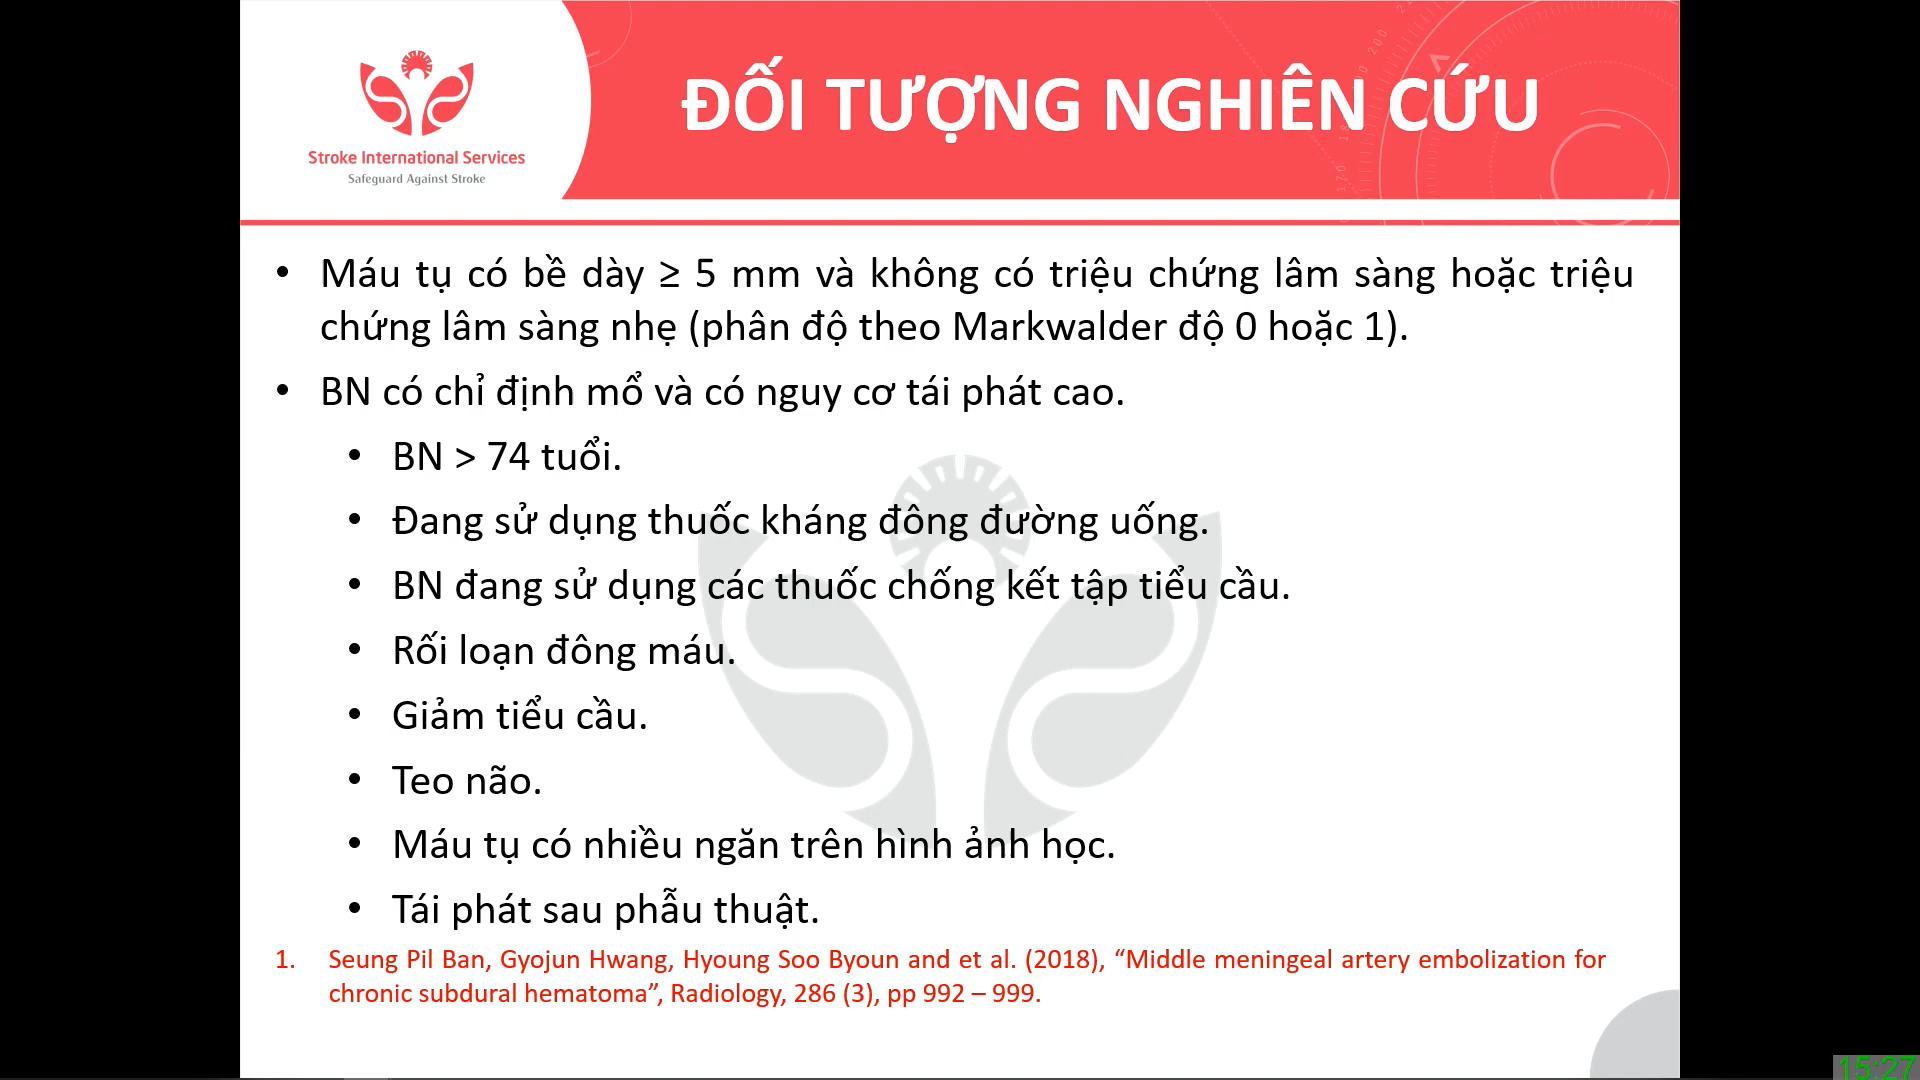 Stroke International Services
Safeguard Against Stroke
ĐỐI TƯỢNG NGHIÊN CỨU
• Máu tụ có bề dày ≥ 5 mm và không có triệu chứng lâm sàng hoặc triệu
chứng lâm sàng nhẹ (phân độ theo Markwalder độ 0 hoặc 1).
• BN có chỉ định mổ và có nguy cơ tái phát cao.
• BN > 74 tuổi.
• Đang sử dụng thuốc kháng đông đường uống.
• BN đang sử dụng các thuốc chống kết tập tiểu cầu.
• Rối loạn đông máu.
• Giảm tiểu cầu.
• Teo não.
• Máu tụ có nhiều ngăn trên hình ảnh học.
• Tái phát sau phẫu thuật.
1. Seung Pil Ban, Gyojun Hwang, Hyoung Soo Byoun and et al. (2018), “Middle meningeal artery embolization for
chronic subdural hematoma”, Radiology, 286 (3), pp 992 – 999.
15:27